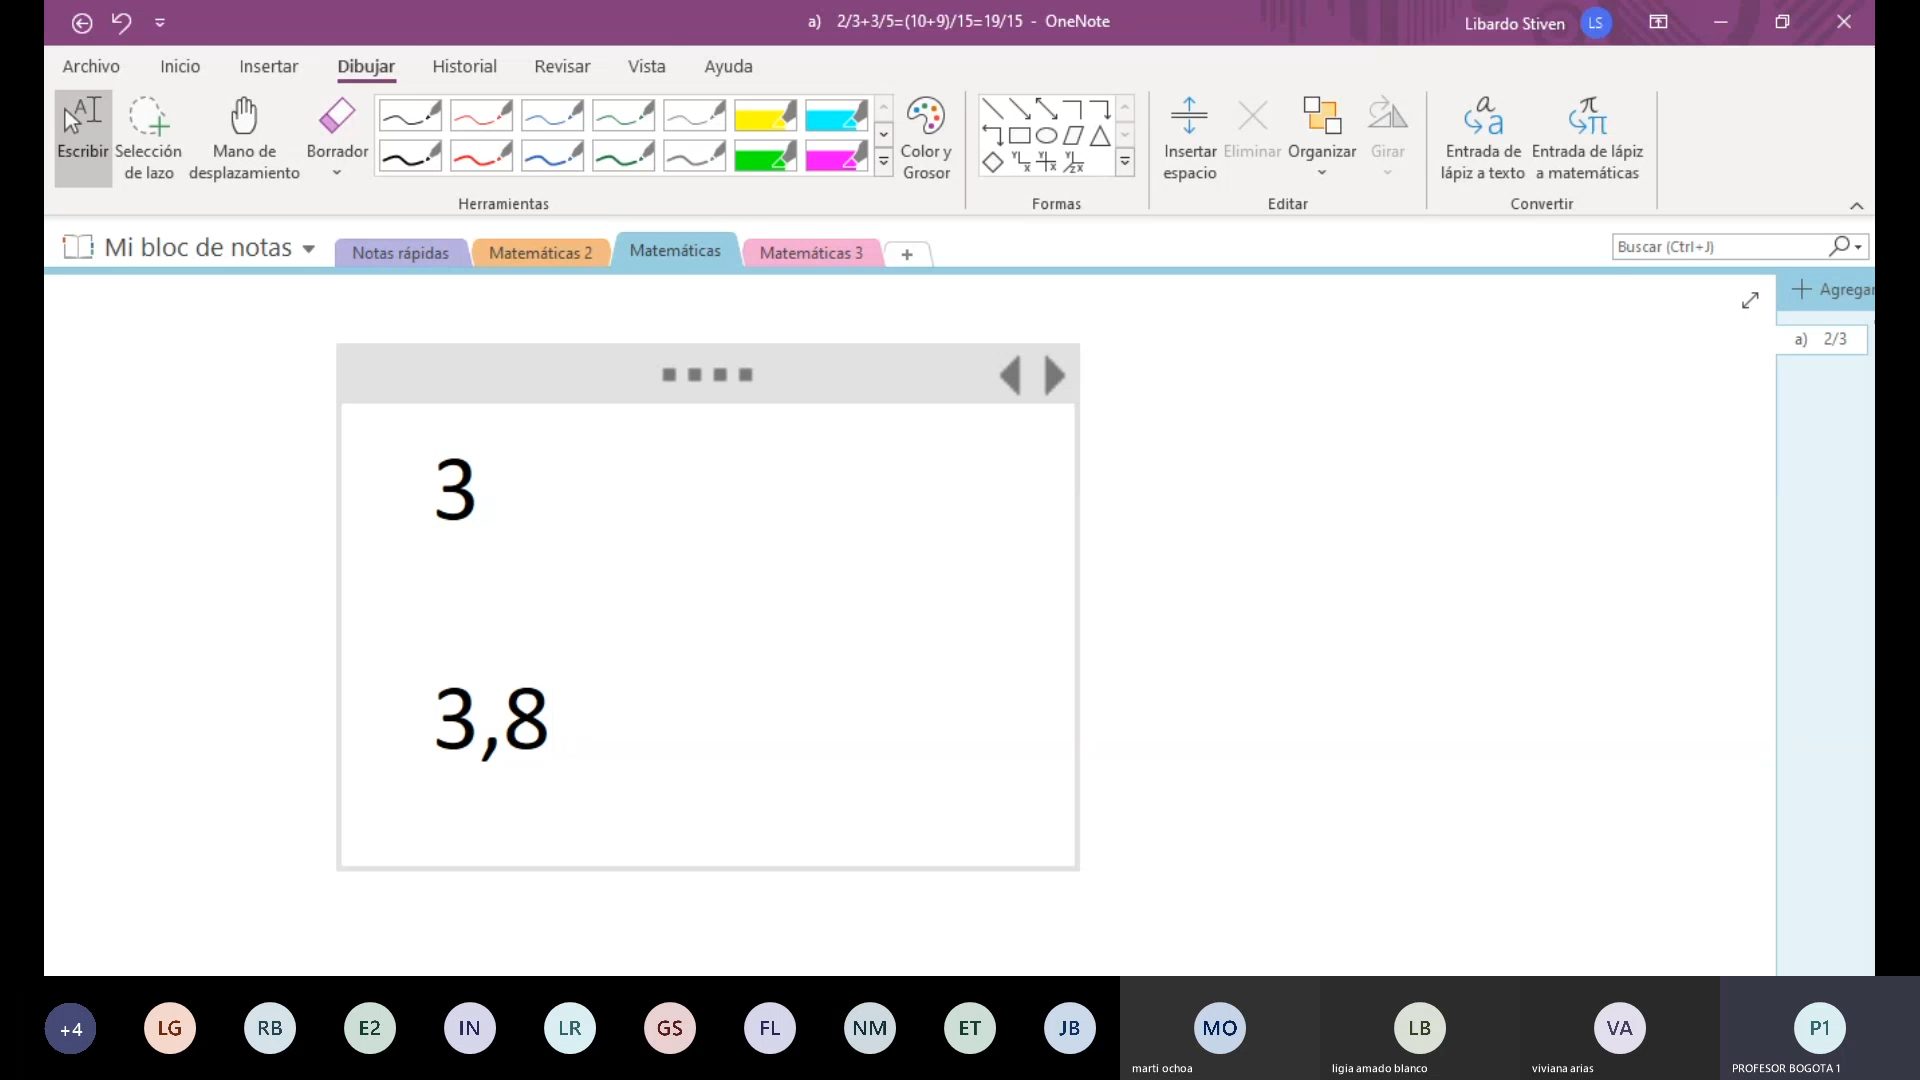 a) 2/3+3/5=(10+9)/15=19/15 - OneNote
Libardo Stiven LS
Archivo Inicio Insertar Dibujar Historial Revisar Vista Ayuda
Escribir
Selección de lazo
Mano de desplazamiento
Borrador
Color y Grosor
Insertar espacio
Eliminar
Organizar
Girar
Entrada de lápiz a texto
Entrada de lápiz a matemáticas
Herramientas Formas Editar Convertir
Mi bloc de notas Notas rápidas Matemáticas 2 Matemáticas Matemáticas 3
Buscar (Ctrl+J)
Agregar
a) 2/3
3
3,8
+4 LG RB E2 IN LR GS FL NM ET JB MO LB VA P1
marti ochoa ligia amado blanco viviana arias PROFESOR BOGOTA 1